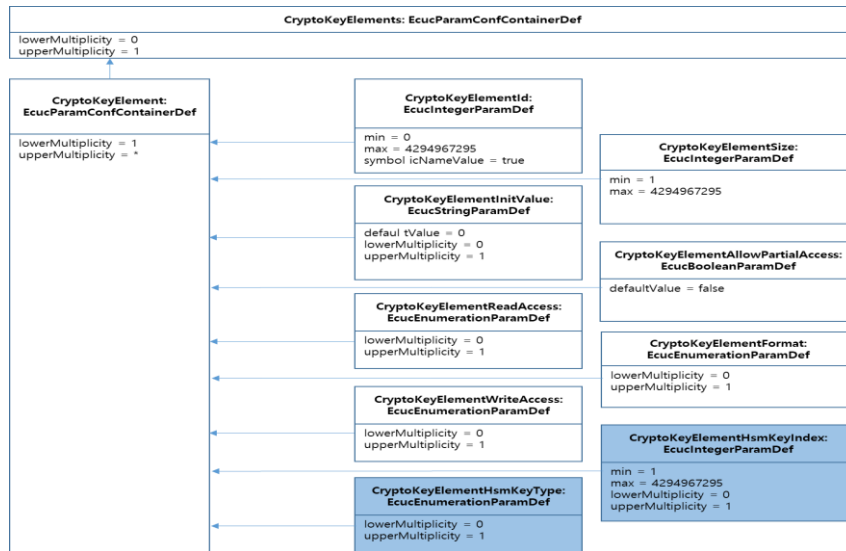 CryptoKeyElements: EcucParamConfContainerDef
lowerMultiplicity = 0
upperMultiplicity = 1
CryptoKeyElement:
EcucParamConfContainerDef
lowerMultiplicity = 1
upperMultiplicity = *
CryptoKeyElementId:
EcucIntegerParamDef
min = 0
max = 4294967295
symbol icNameValue = true
CryptoKeyElementSize:
EcucIntegerParamDef
min = 1
max = 4294967295
CryptoKeyElementInitValue:
EcucStringParamDef
defaul tValue = 0
lowerMultiplicity = 0
upperMultiplicity = 1
CryptoKeyElementAllowPartialAccess:
EcucBooleanParamDef
defaultValue = false
CryptoKeyElementReadAccess:
EcucEnumerationParamDef
lowerMultiplicity = 0
upperMultiplicity = 1
CryptoKeyElementFormat:
EcucEnumerationParamDef
lowerMultiplicity = 0
upperMultiplicity = 1
CryptoKeyElementWriteAccess:
EcucEnumerationParamDef
lowerMultiplicity = 0
upperMultiplicity = 1
CryptoKeyElementHsmKeyIndex:
EcucIntegerParamDef
min = 1
max = 4294967295
lowerMultiplicity = 0
upperMultiplicity = 1
CryptoKeyElementHsmKeyType:
EcucEnumerationParamDef
lowerMultiplicity = 0
upperMultiplicity = 1